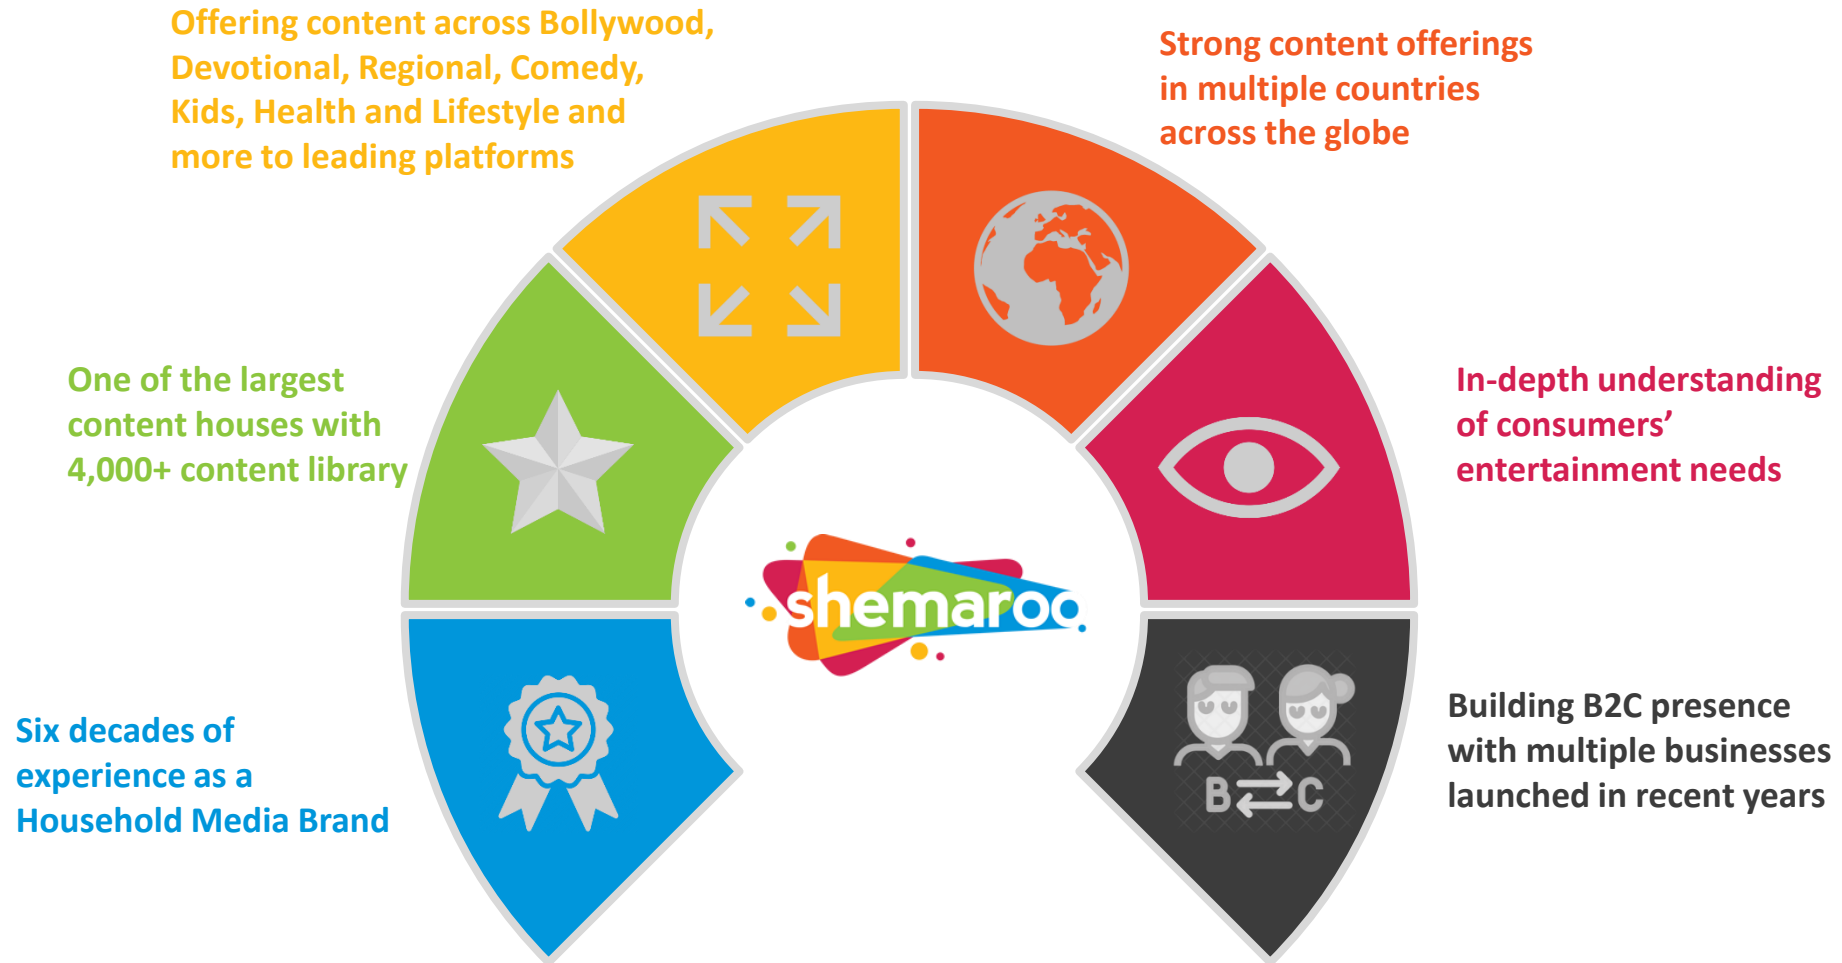 Offering content across Bollywood,
Devotional, Regional, Comedy,
Kids, Health and Lifestyle and
more to leading platforms
Strong content offerings
in multiple countries
across the globe
One of the largest
content houses with
4,000+ content library
In-depth understanding
of consumers’
entertainment needs
shemaroo
Six decades of
experience as a
Household Media Brand
B C
Building B2C presence
with multiple businesses
launched in recent years